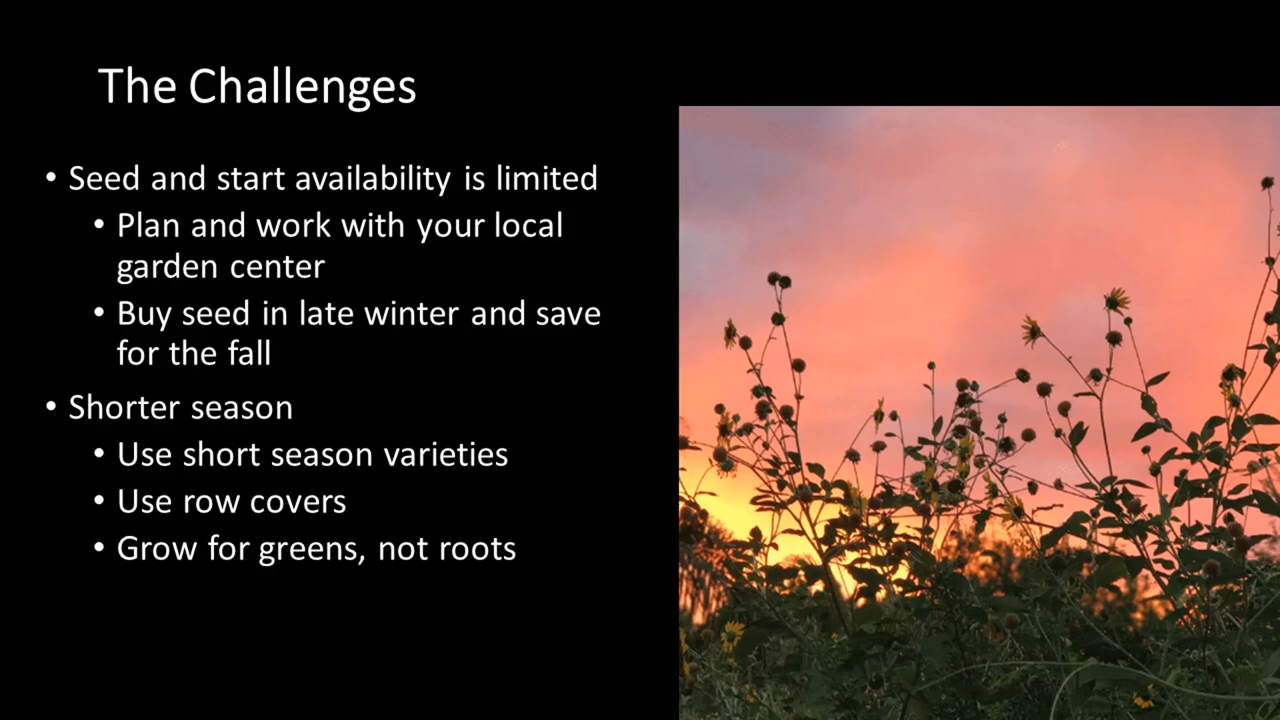 The Challenges
• Seed and start availability is limited
• Plan and work with your local
garden center
• Buy seed in late winter and save
for the fall
• Shorter season
• Use short season varieties
• Use row covers
• Grow for greens, not roots